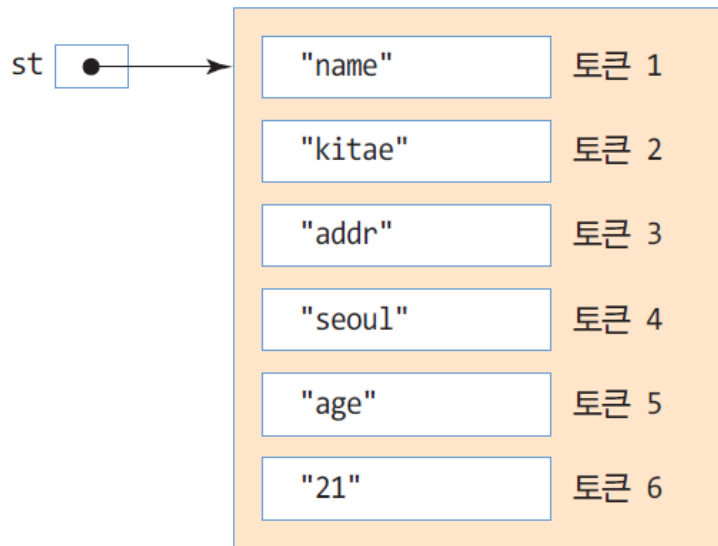 st
"name" 토큰 1
"kitae" 토큰 2
"addr" 토큰 3
"seoul" 토큰 4
"age" 토큰 5
"21" 토큰 6